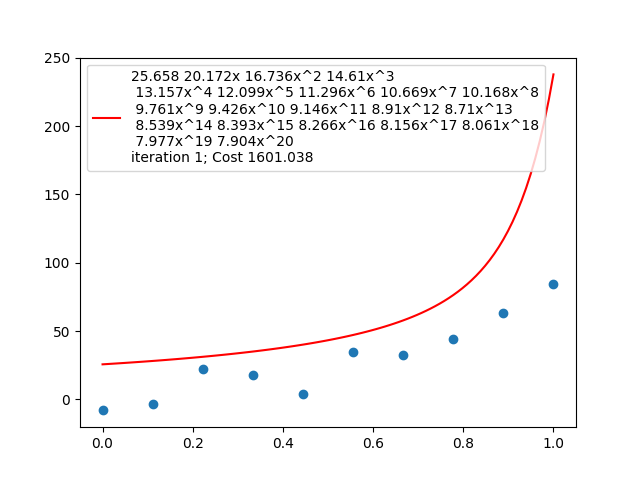 25.658 20.172x 16.736x^2 14.61x^3
13.157x^4 12.099x^5 11.296x^6 10.669x^7 10.168x^8
9.761x^9 9.426x^10 9.146x^11 8.91x^12 8.71x^13
8.539x^14 8.393x^15 8.266x^16 8.156x^17 8.061x^18
7.977x^19 7.904x^20
iteration 1; Cost 1601.038
250
200
150
100
50
0
0.0 0.2 0.4 0.6 0.8 1.0